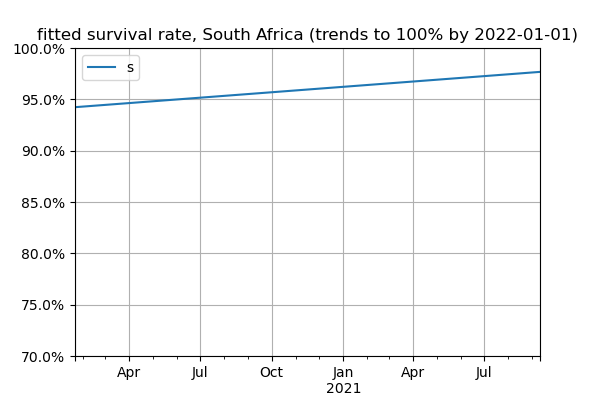 fitted survival rate, South Africa (trends to 100% by 2022-01-01)
100.0%
s
95.0%
90.0%
85.0%
80.0%
75.0%
70.0%
Apr Jul Oct Jan Apr Jul
2021